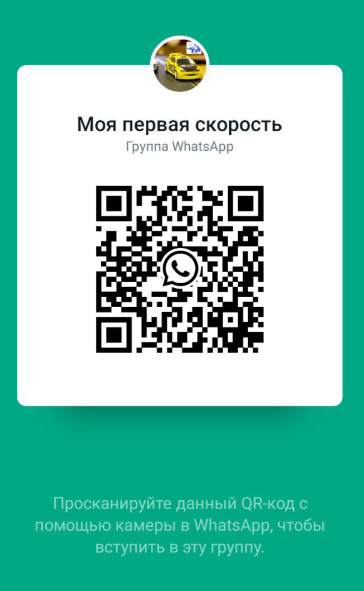 Моя первая скорость
Группа WhatsApp
Просканируйте данный QR-код с
помощью камеры в WhatsApp, чтобы
вступить в эту группу.